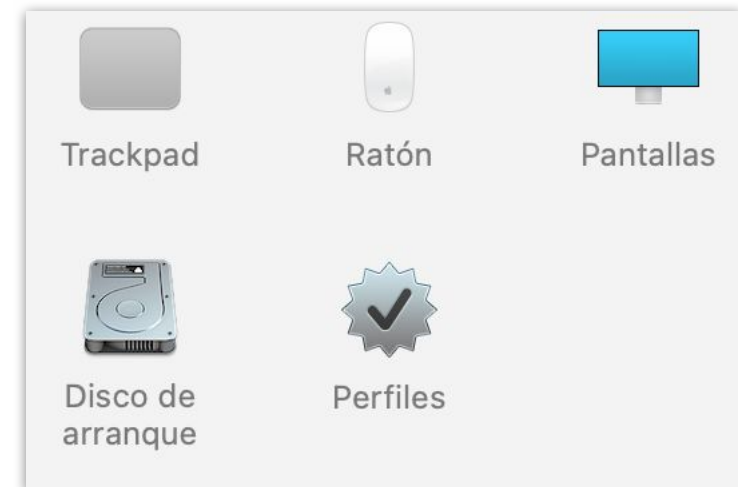 Trackpad
Ratón
Pantallas
Disco de
arranque
Perfiles